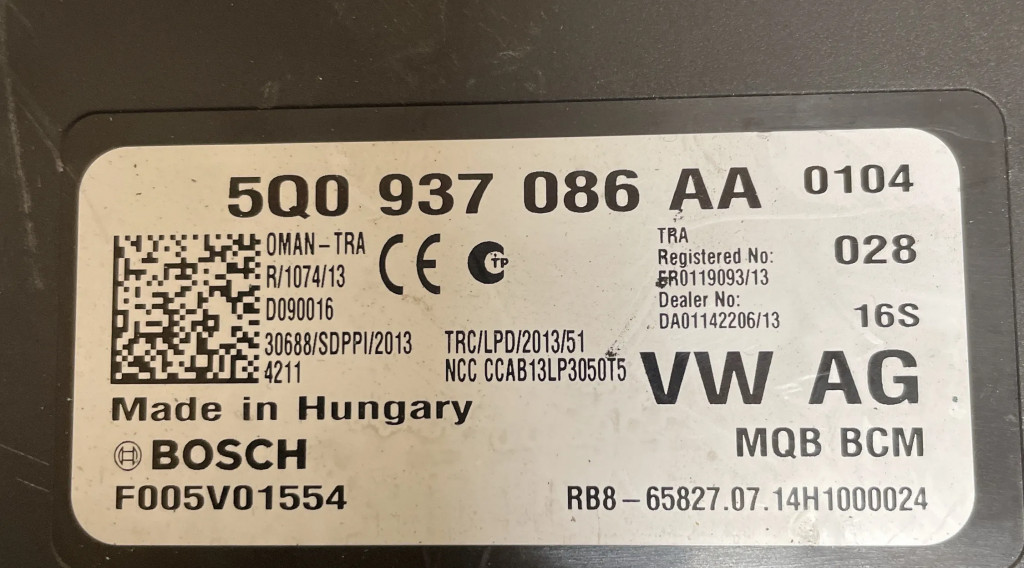 5Q0 937 086 AA 0104
OMAN-TRA
R/1074/13
D090016
30688/SDPPI/2013
4211
CE
TP
TRC/LPD/2013/51
NCC CCAB13LP3050T5
TRA
Registered No:
ER0119093/13
Dealer No:
DA01142206/13
028
16S
VW AG
Made in Hungary
MQB BCM
BOSCH
F005V01554
RB8-65827.07.14H1000024